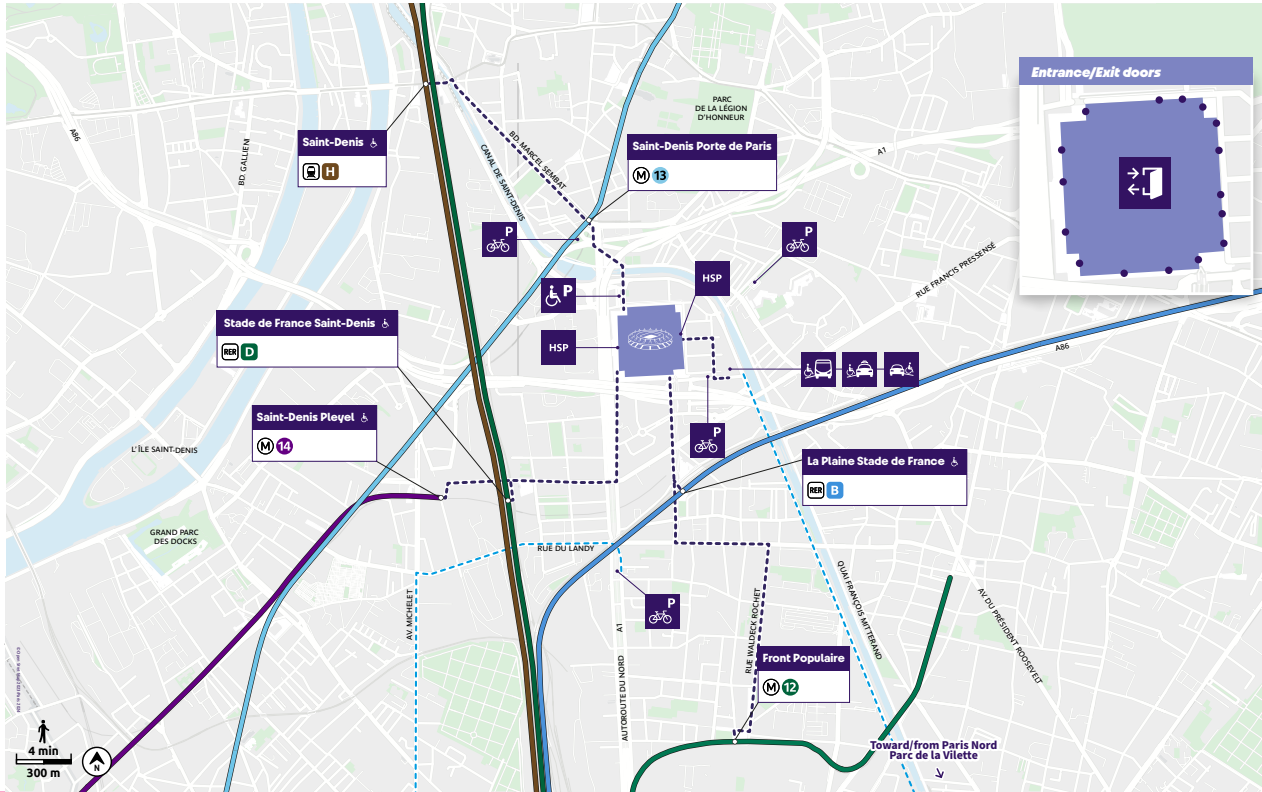 Entrance/Exit doors
A86
PARC
DE LA LÉGION
D'HONNEUR
BD. GALLIENI
Saint-Denis
H
BD. MARCEL SEMBAT
CANAL DE SAINT-DENIS
Saint-Denis Porte de Paris
M 13
A1
P
P
RUE FRANCIS PRESSENSÉ
HSP
P
Stade de France Saint-Denis
RER D
HSP
A86
Saint-Denis Pleyel
M 14
P
L'ÎLE SAINT-DENIS
La Plaine Stade de France
RER B
GRAND PARC
DES DOCKS
RUE DU LANDY
P
AV. MICHELET
A1
AUTOROUTE DU NORD
RUE WALDECK ROCHET
QUAI FRANÇOIS MITTERAND
AV. DU PRÉSIDENT ROOSEVELT
Front Populaire
M 12
4 min
300 m
N
Toward/from Paris Nord
Parc de la Vilette